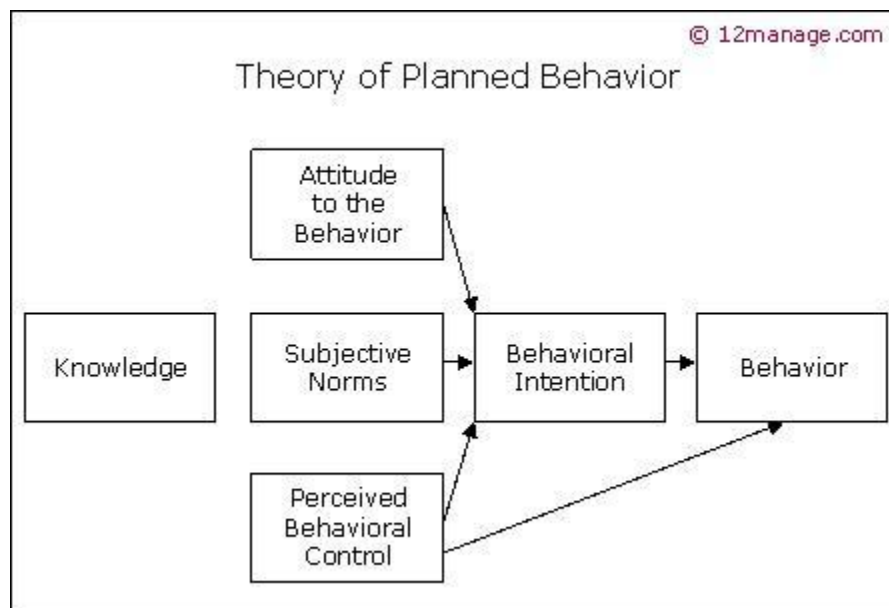 © 12manage.com
Theory of Planned Behavior
Attitude
to the
Behavior
Knowledge
Subjective
Norms
Behavioral
Intention
Behavior
Perceived
Behavioral
Control